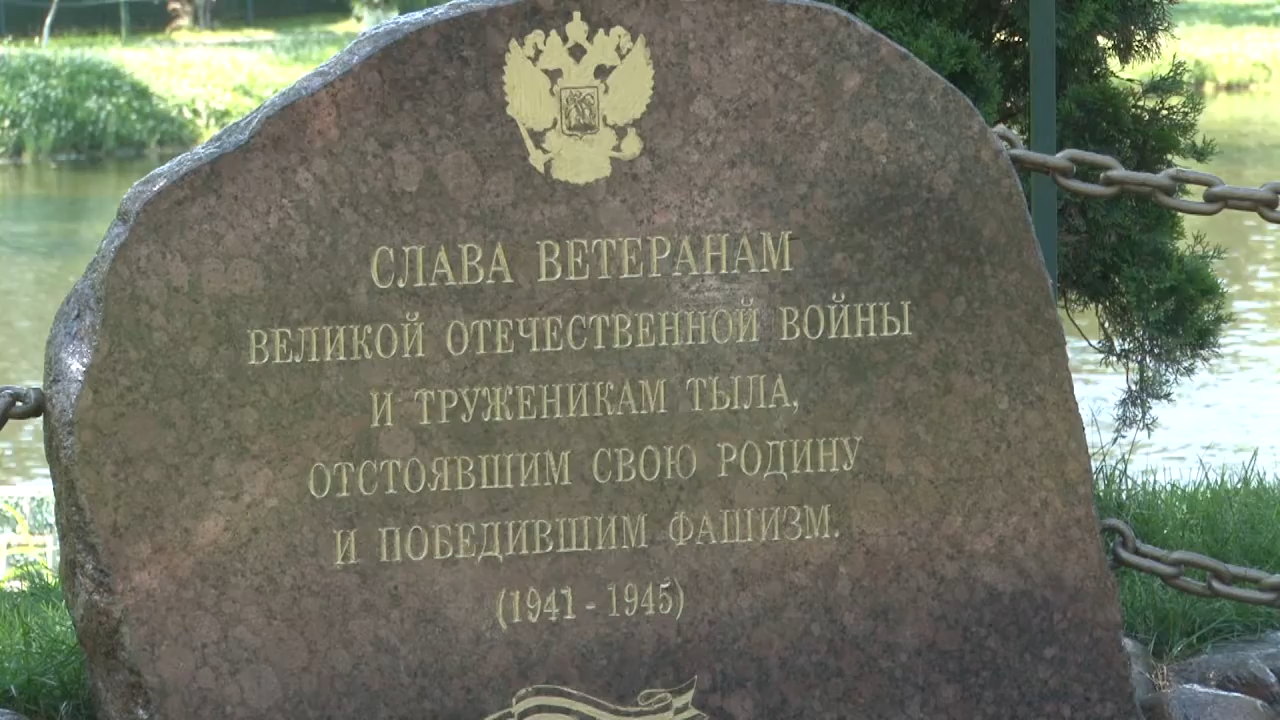 СЛАВА ВЕТЕРАНАМ
ВЕЛИКОЙ ОТЕЧЕСТВЕННОЙ ВОЙНЫ
И ТРУЖЕНИКАМ ТЫЛА,
ОТСТОЯВШИМ СВОЮ РОДИНУ
И ПОБЕДИВШИМ ФАШИЗМ.
(1941 - 1945)